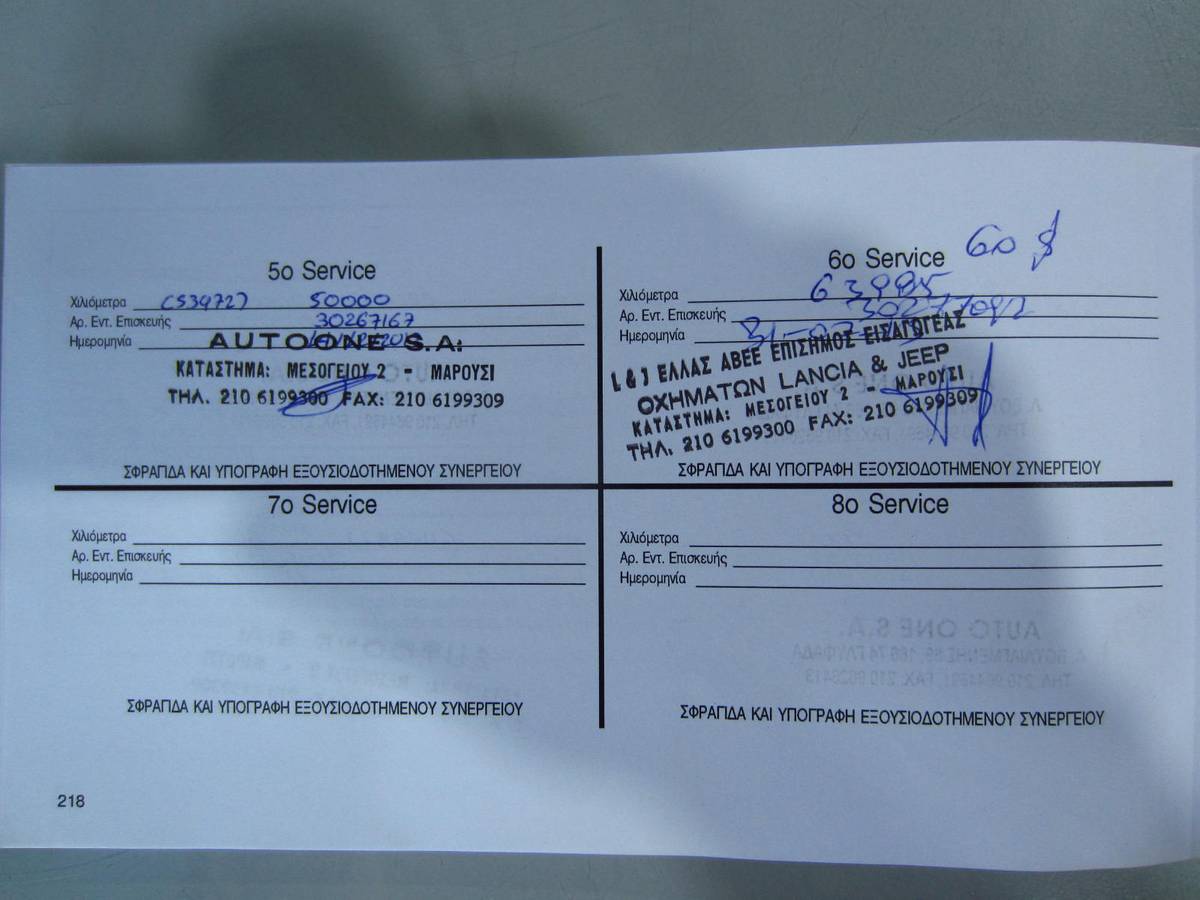 5ο Service
Χιλιόμετρα (53972) 50000
Αρ. Εντ. Επισκευής 30267167
Ημερομηνία
AUTO ONE S.A.
ΚΑΤΑΣΤΗΜΑ: ΜΕΣΟΓΕΙΟΥ 2 - ΜΑΡΟΥΣΙ
ΤΗΛ. 210 6199300 FAX: 210 6199309
ΣΦΡΑΓΙΔΑ ΚΑΙ ΥΠΟΓΡΑΦΗ ΕΞΟΥΣΙΟΔΟΤΗΜΕΝΟΥ ΣΥΝΕΡΓΕΙΟΥ
6ο Service 60
Χιλιόμετρα 63995
Αρ. Εντ. Επισκευής 30277092
Ημερομηνία
L & J ΕΛΛΑΣ ΑΒΕΕ ΕΠΙΣΗΜΟΣ ΕΙΣΑΓΩΓΕΑΣ
ΟΧΗΜΑΤΩΝ LANCIA & JEEP
ΚΑΤΑΣΤΗΜΑ: ΜΕΣΟΓΕΙΟΥ 2 - ΜΑΡΟΥΣΙ
ΤΗΛ. 210 6199300 FAX: 210 6199309
ΣΦΡΑΓΙΔΑ ΚΑΙ ΥΠΟΓΡΑΦΗ ΕΞΟΥΣΙΟΔΟΤΗΜΕΝΟΥ ΣΥΝΕΡΓΕΙΟΥ
7ο Service
Χιλιόμετρα
Αρ. Εντ. Επισκευής
Ημερομηνία
ΣΦΡΑΓΙΔΑ ΚΑΙ ΥΠΟΓΡΑΦΗ ΕΞΟΥΣΙΟΔΟΤΗΜΕΝΟΥ ΣΥΝΕΡΓΕΙΟΥ
8ο Service
Χιλιόμετρα
Αρ. Εντ. Επισκευής
Ημερομηνία
ΣΦΡΑΓΙΔΑ ΚΑΙ ΥΠΟΓΡΑΦΗ ΕΞΟΥΣΙΟΔΟΤΗΜΕΝΟΥ ΣΥΝΕΡΓΕΙΟΥ
218